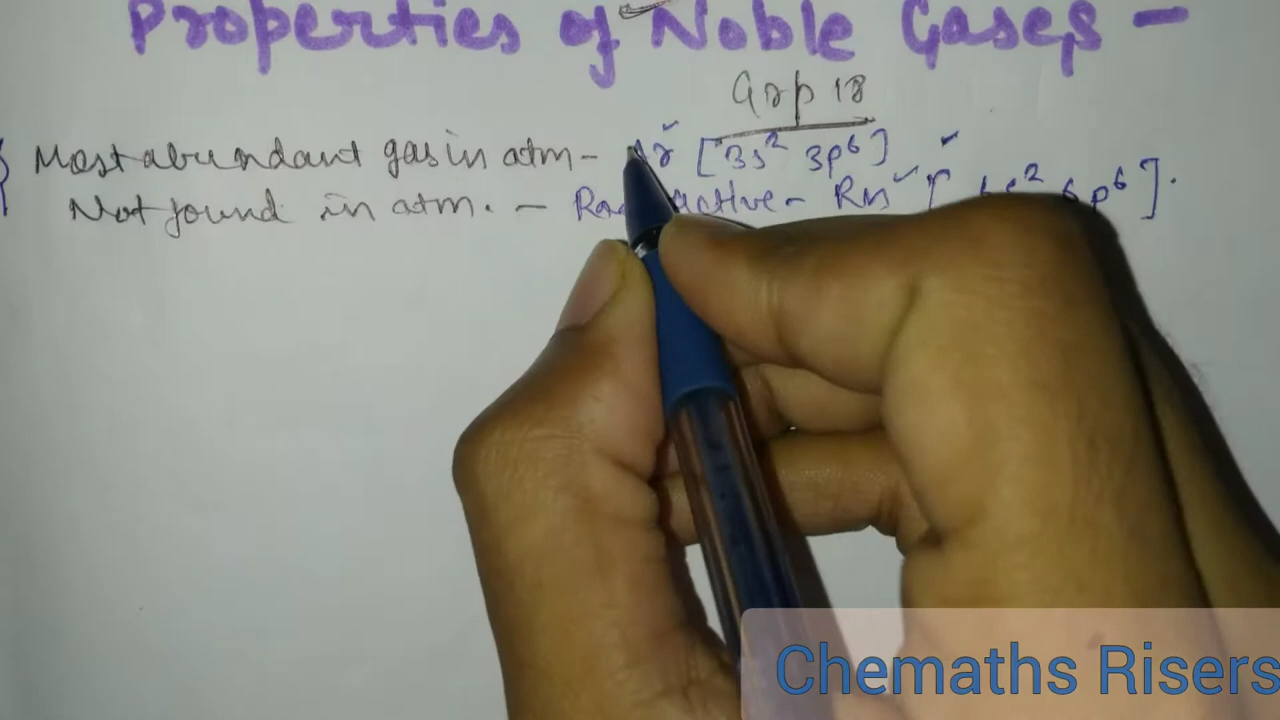 Properties of Noble Gases -
Grp 18
Most abundant gas in atm - Ar [3s² 3p⁶]
Not found in atm. - Rn 6p⁶].
Chemaths Risers